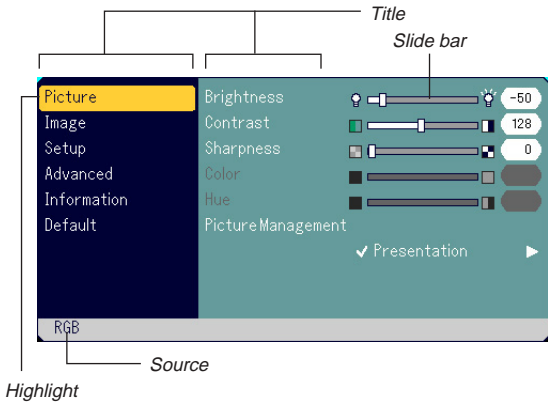 Title
Slide bar
Picture Brightness -50
Image Contrast 128
Setup Sharpness 0
Advanced Color
Information Hue
Default Picture Management
✓ Presentation ▶
RGB
Source
Highlight